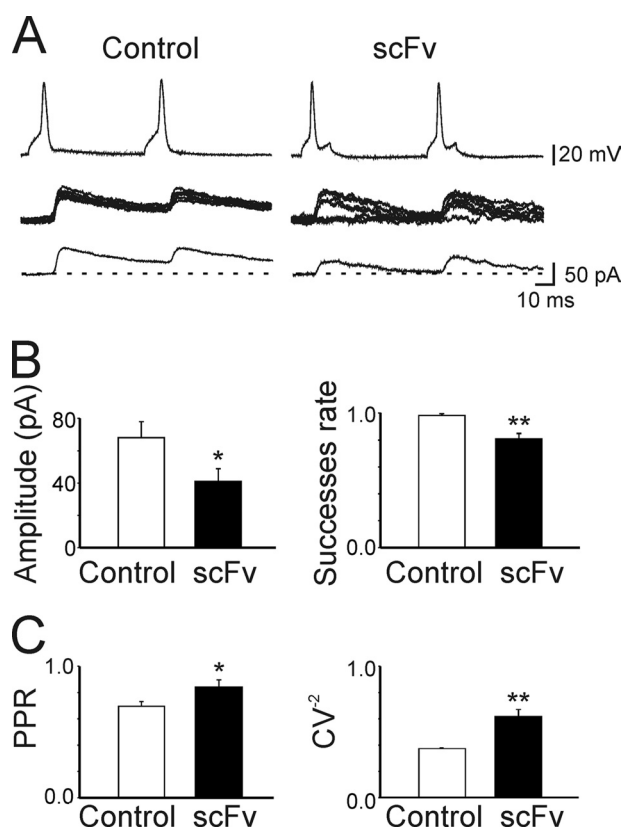 A
Control scFv
20 mV
50 pA
10 ms
B
Amplitude (pA)
80
40
0
*
Control scFv
Successes rate
1.0
0.0
**
Control scFv
C
PPR
1.0
0.0
*
Control scFv
CV⁻²
1.0
0.0
**
Control scFv